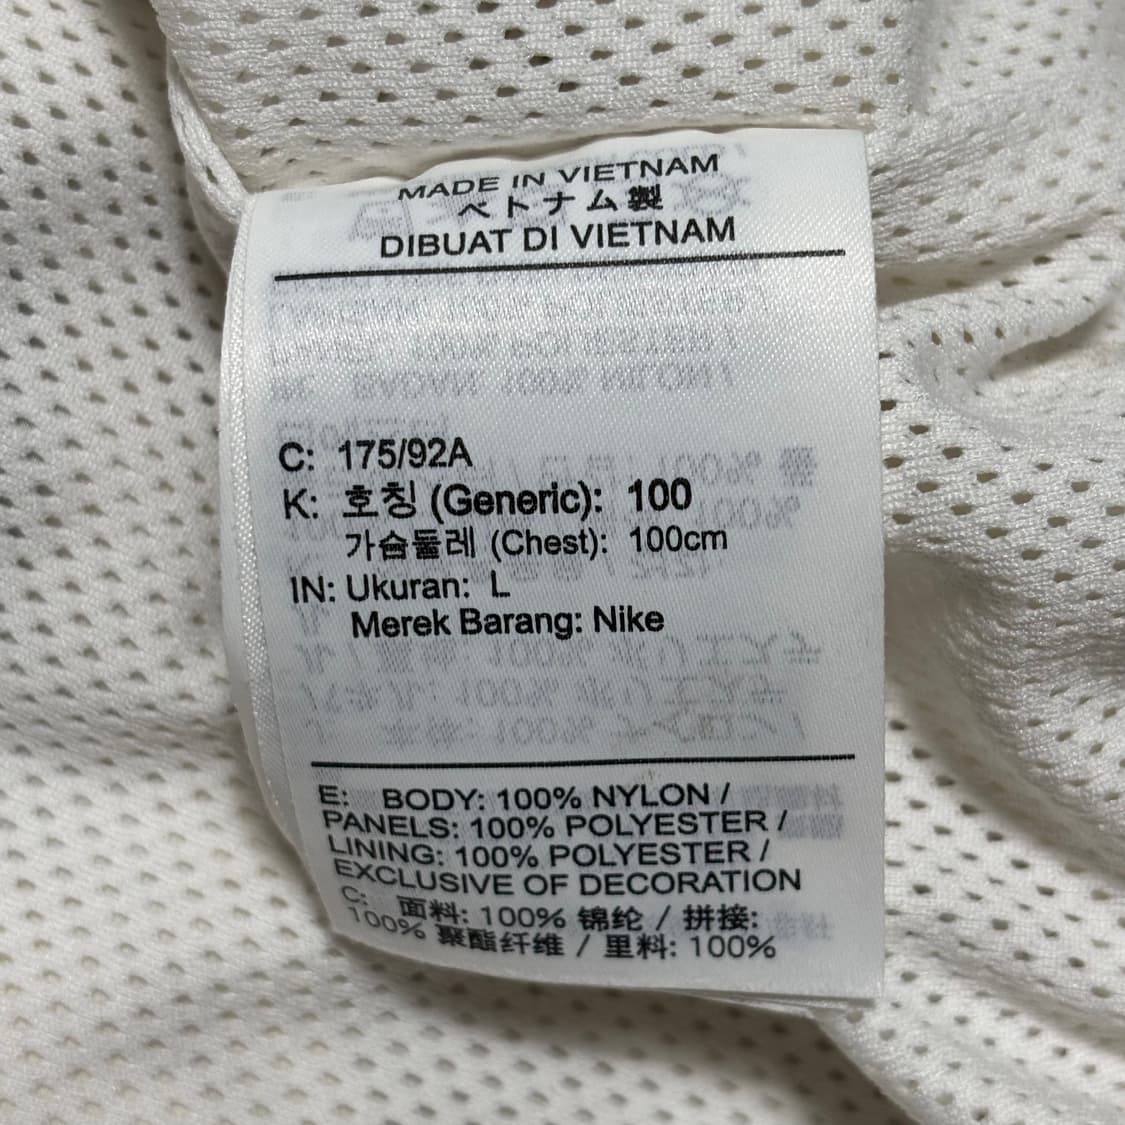 MADE IN VIETNAM
ベトナム製
DIBUAT DI VIETNAM
C: 175/92A
K: 호칭 (Generic): 100
가슴둘레 (Chest): 100cm
IN: Ukuran: L
Merek Barang: Nike
E: BODY: 100% NYLON /
PANELS: 100% POLYESTER /
LINING: 100% POLYESTER /
EXCLUSIVE OF DECORATION
C: 面料: 100% 锦纶 / 拼接:
100% 聚酯纤维 / 里料: 100%